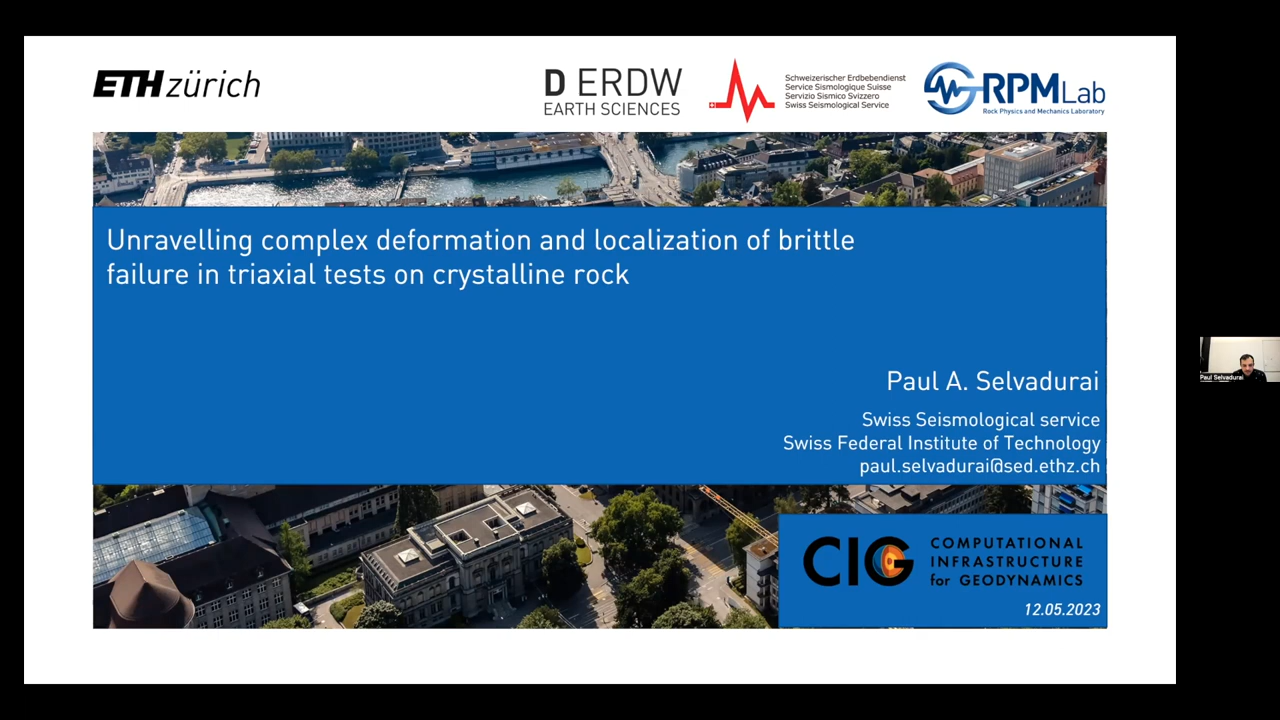 ETH zürich
D ERDW
EARTH SCIENCES
Schweizerischer Erdbebendienst
Service Sismologique Suisse
Servizio Sismico Svizzero
Swiss Seismological Service
RPMLab
Rock Physics and Mechanics Laboratory
Unravelling complex deformation and localization of brittle
failure in triaxial tests on crystalline rock
Paul A. Selvadurai
Swiss Seismological service
Swiss Federal Institute of Technology
paul.selvadurai@sed.ethz.ch
Paul Selvadurai
CIG
COMPUTATIONAL
INFRASTRUCTURE
for GEODYNAMICS
12.05.2023